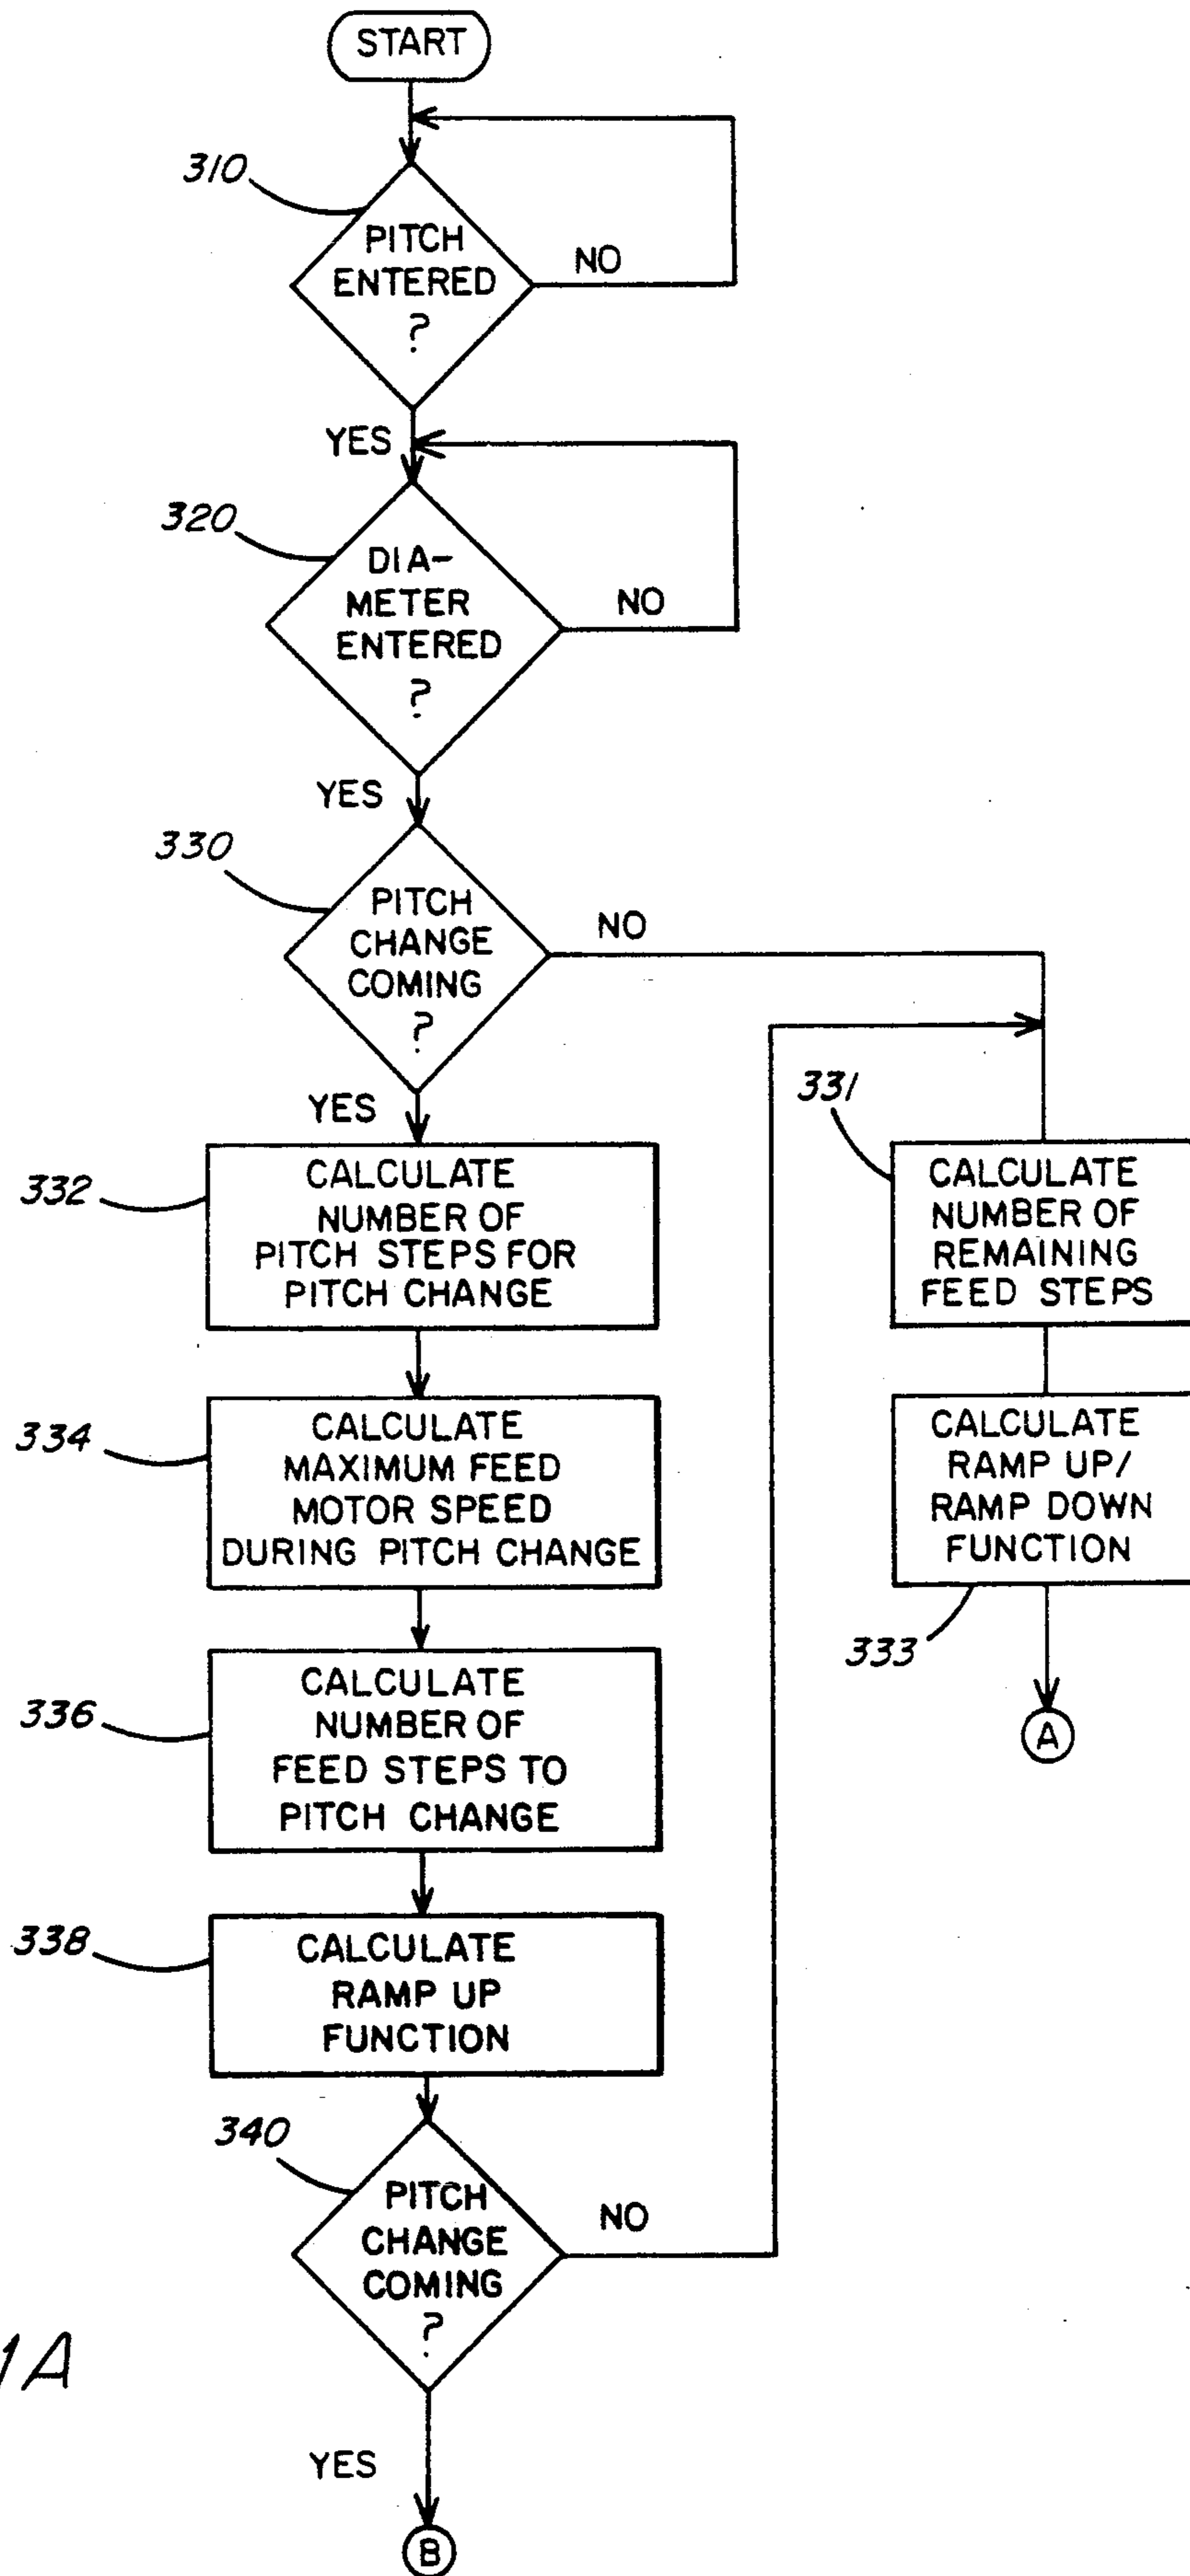 START
310
PITCH
ENTERED
?
NO
YES
320
DIA-
METER
ENTERED
?
NO
YES
330
PITCH
CHANGE
COMING
?
NO
YES
332
CALCULATE
NUMBER OF
PITCH STEPS FOR
PITCH CHANGE
331
CALCULATE
NUMBER OF
REMAINING
FEED STEPS
334
CALCULATE
MAXIMUM FEED
MOTOR SPEED
DURING PITCH CHANGE
CALCULATE
RAMP UP/
RAMP DOWN
FUNCTION
333
A
336
CALCULATE
NUMBER OF
FEED STEPS TO
PITCH CHANGE
338
CALCULATE
RAMP UP
FUNCTION
340
PITCH
CHANGE
COMING
?
NO
1A
YES
B